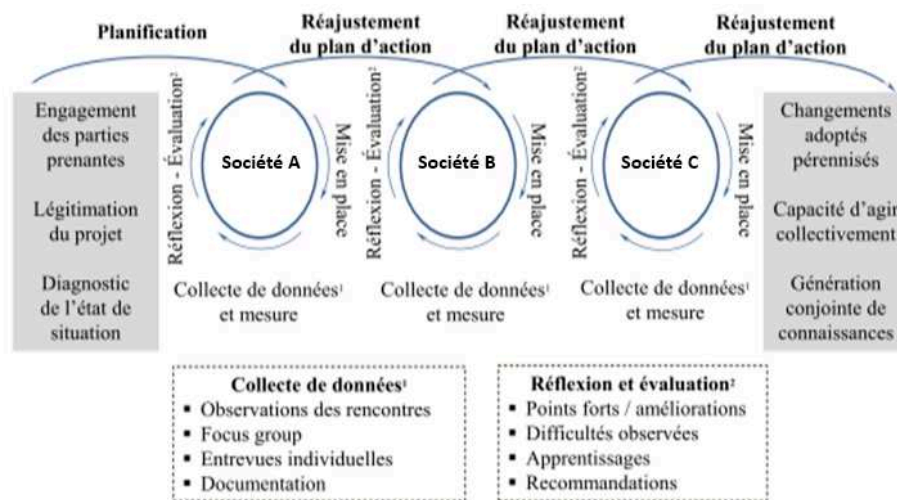 Planification
Réajustement
du plan d'action
Réajustement
du plan d'action
Réajustement
du plan d'action
Engagement
des parties
prenantes
Légitimation
du projet
Diagnostic
de l'état de
situation
Réflexion - Évaluation²
Société A
Mise en place
Collecte de données¹
et mesure
Réflexion - Évaluation²
Société B
Mise en place
Collecte de données¹
et mesure
Réflexion - Évaluation²
Société C
Mise en place
Collecte de données¹
et mesure
Changements
adoptés
pérennisés
Capacité d'agir
collectivement
Génération
conjointe de
connaissances
Collecte de données¹
▪ Observations des rencontres
▪ Focus group
▪ Entrevues individuelles
▪ Documentation
Réflexion et évaluation²
▪ Points forts / améliorations
▪ Difficultés observées
▪ Apprentissages
▪ Recommandations